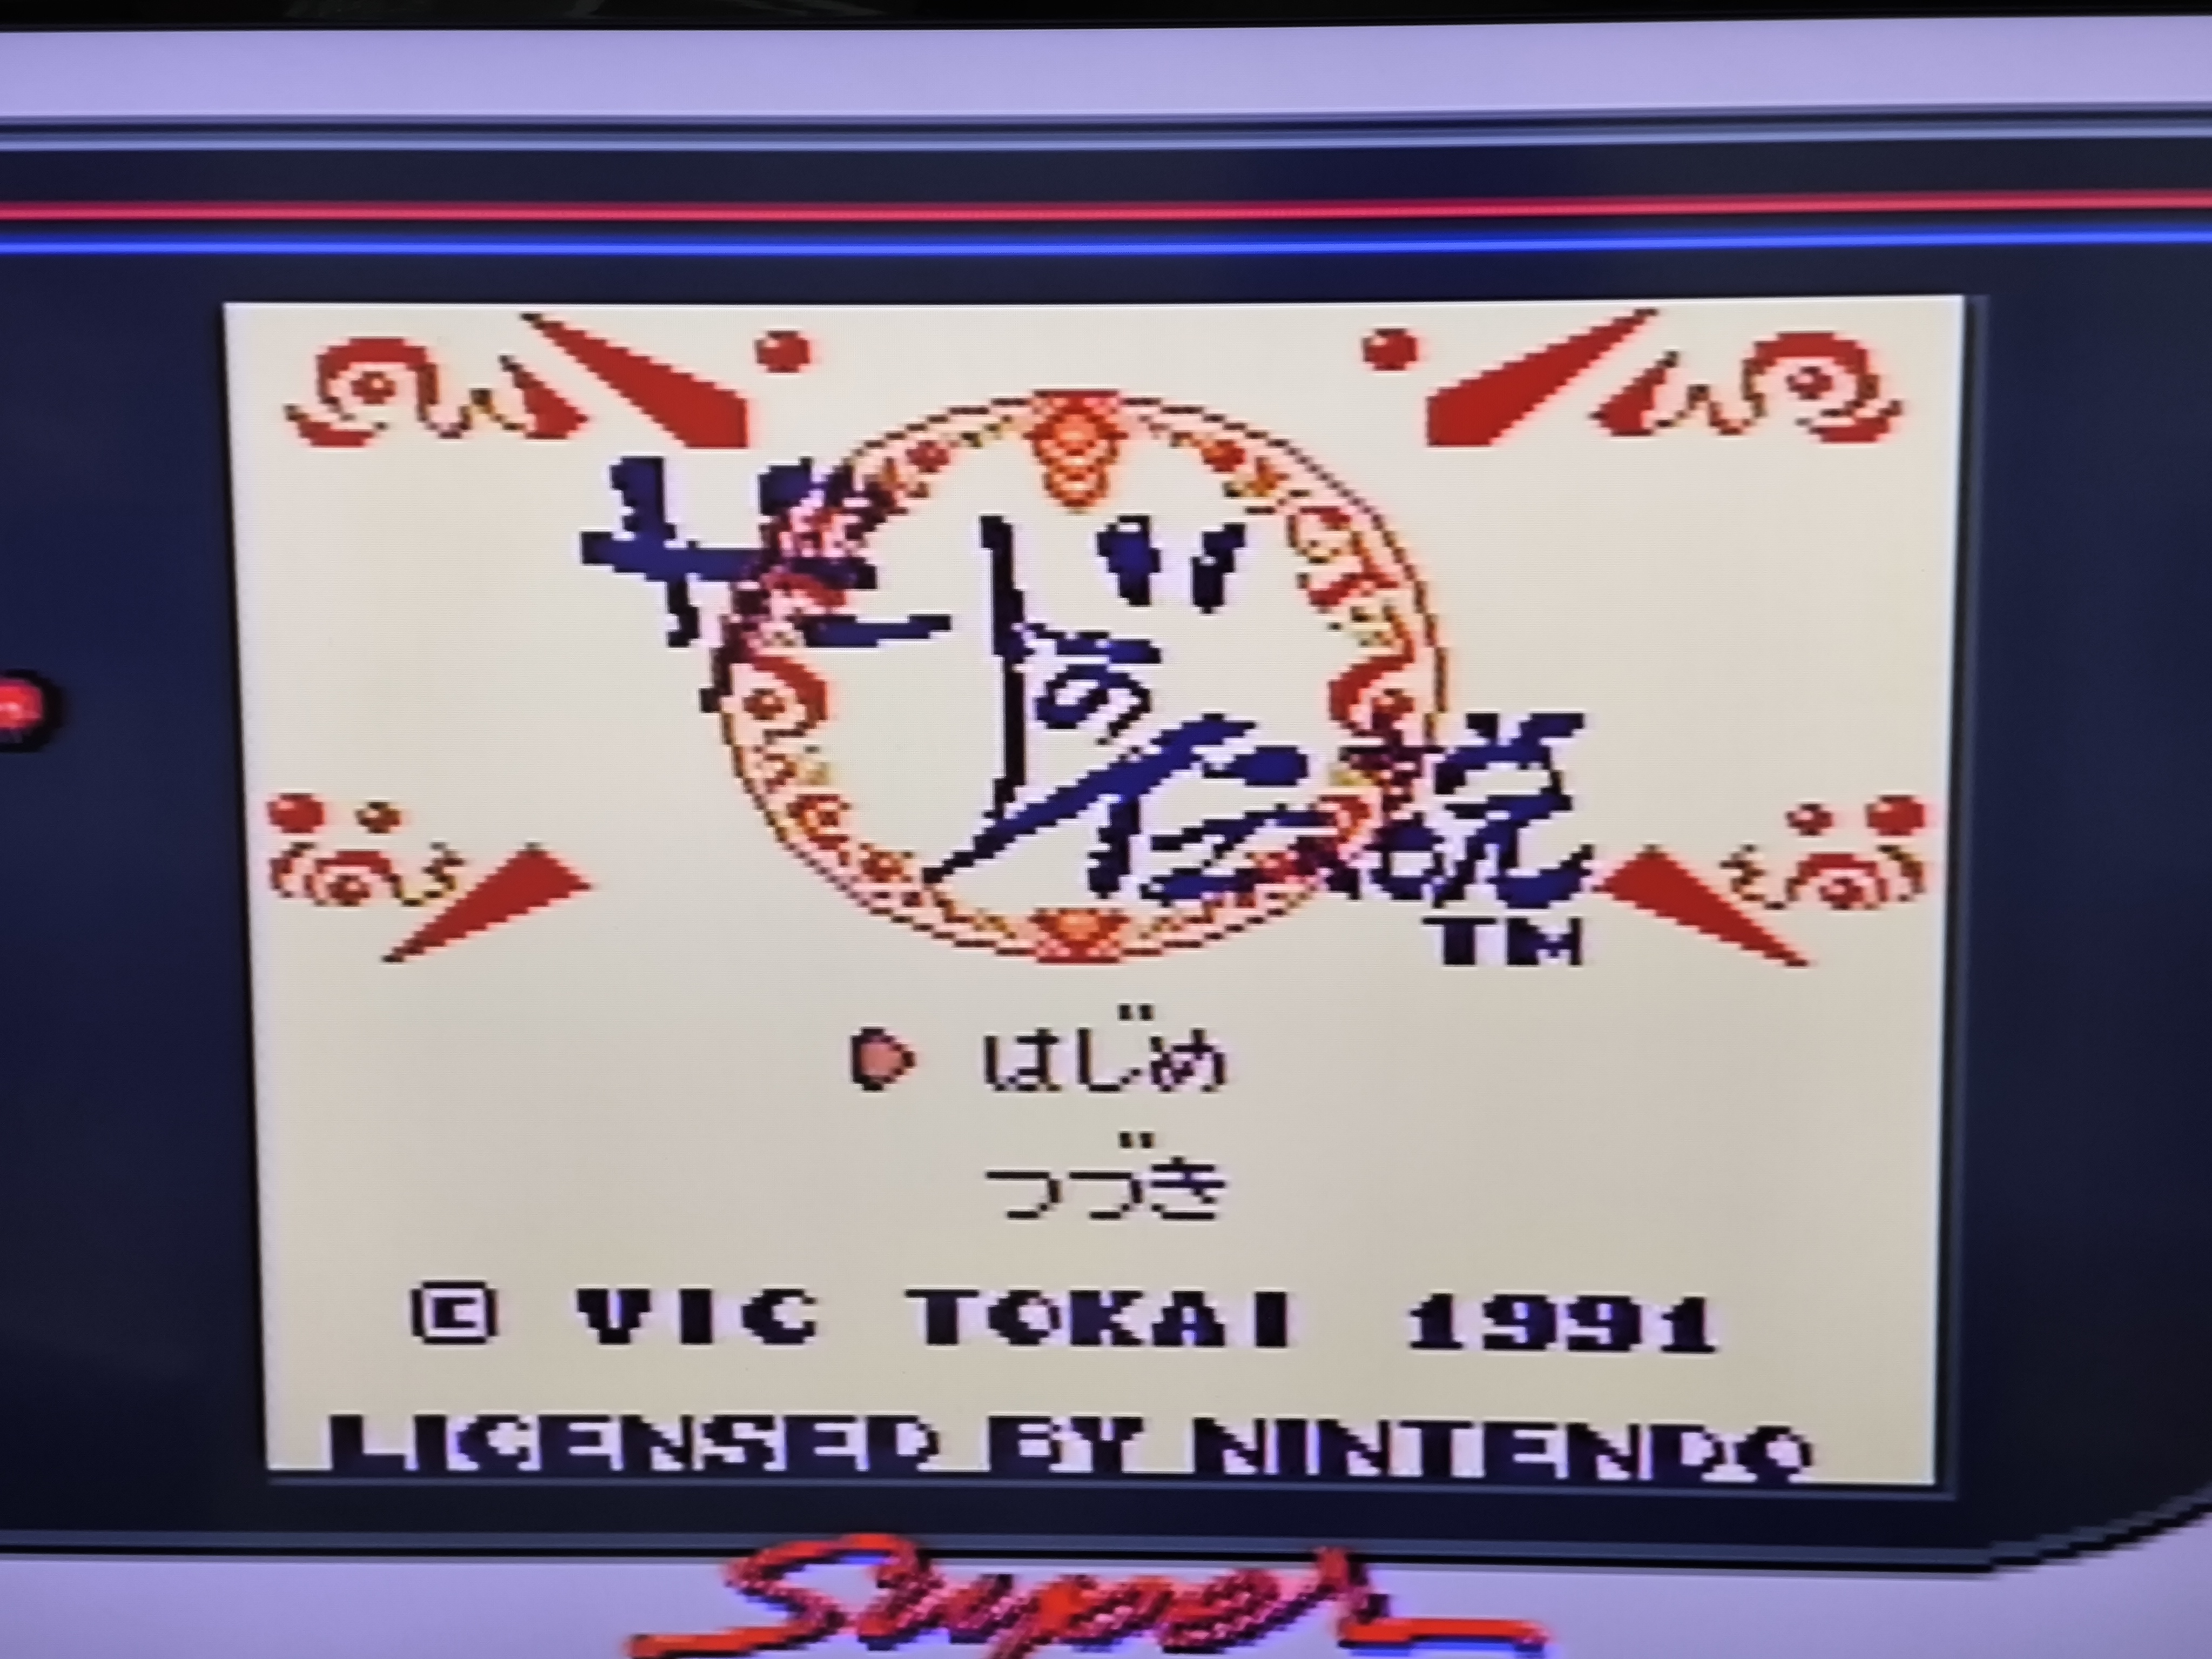 ザードの伝説
TM
はじめ
つづき
© VIC TOKAI 1991
LICENSED BY NINTENDO
Super